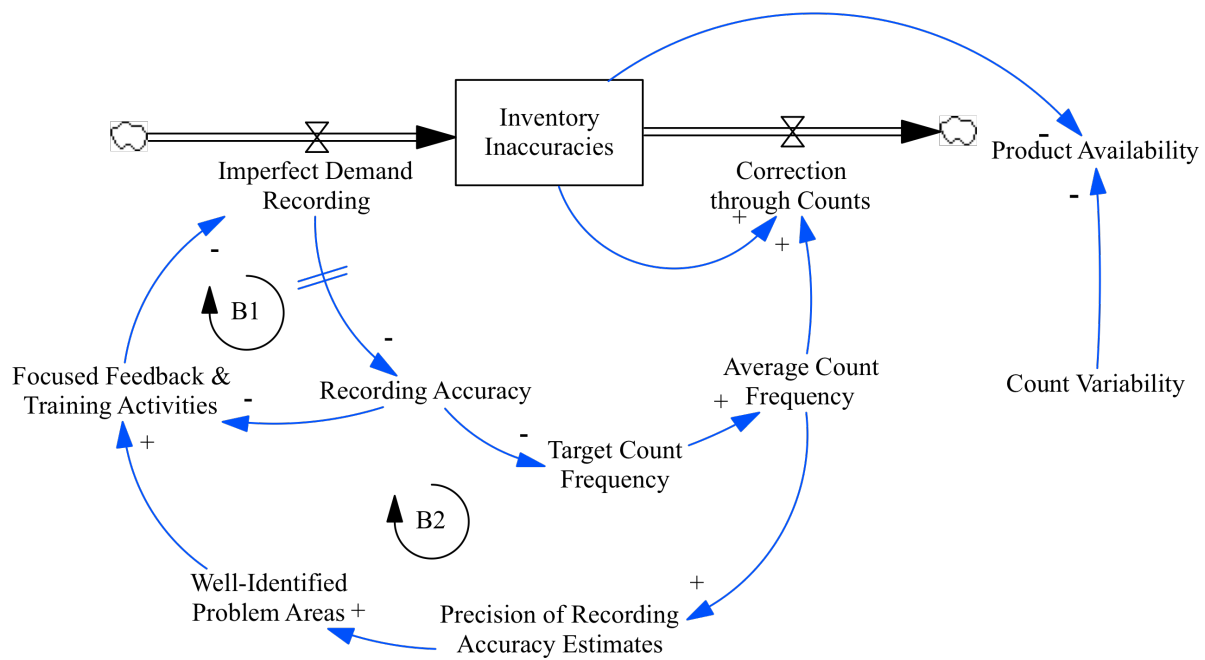 Inventory
Inaccuracies
-
Product Availability
-
Imperfect Demand
Recording
Correction
through Counts
+
+
-
B1
-
Focused Feedback &
Training Activities
-
Recording Accuracy
Average Count
Frequency
Count Variability
+
+
-
Target Count
Frequency
B2
Well-Identified
Problem Areas
+
+
Precision of Recording
Accuracy Estimates